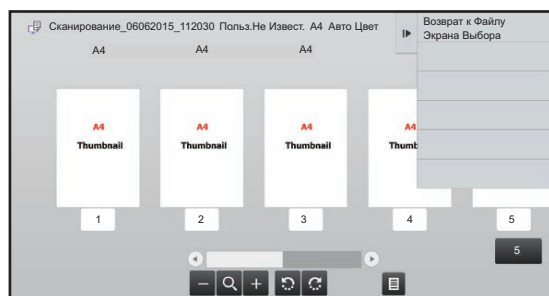 Сканирование_06062015_112030 Польз.Не Извест. A4 Авто Цвет
Возврат к Файлу
Экрана Выбора
A4 A4 A4
A4 A4 A4 A4
Thumbnail Thumbnail Thumbnail Thumb
1 2 3 4 5
5